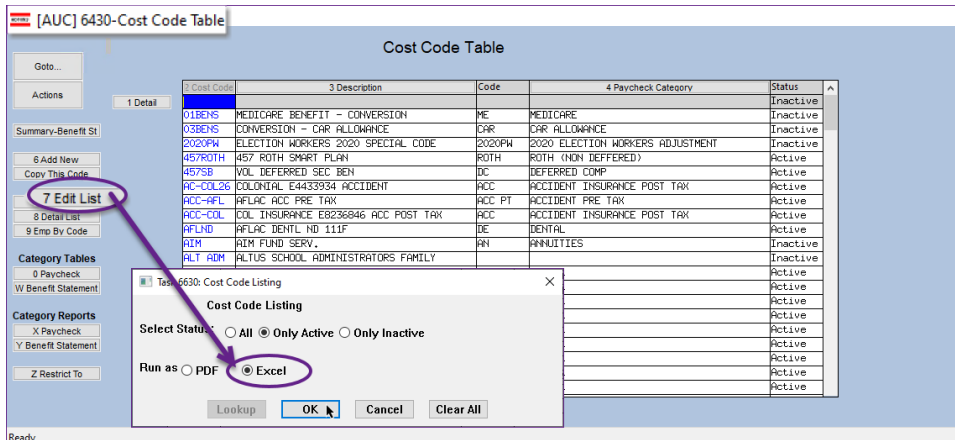 [AUC] 6430-Cost Code Table
Cost Code Table
Goto...
Actions
1 Detail
Summary-Benefit St
6 Add New
Copy This Code
7 Edit List
8 Detail List
9 Emp By Code
Category Tables
0 Paycheck
W Benefit Statement
Category Reports
X Paycheck
Y Benefit Statement
Z Restrict To
2 Cost Code 3 Description Code 4 Paycheck Category Status
Inactive
01BENS MEDICARE BENEFIT - CONVERSION ME MEDICARE Inactive
03BENS CONVERSION - CAR ALLOWANCE CAR CAR ALLOWANCE Inactive
2020PW ELECTION WORKERS 2020 SPECIAL CODE 2020PW 2020 ELECTION WORKERS ADJUSTMENT Inactive
457ROTH 457 ROTH SMART PLAN ROTH ROTH (NON DEFFERED) Active
457SB VOL DEFERRED SEC BEN DC DEFERRED COMP Active
AC-COL26 COLONIAL E4433934 ACCIDENT ACC ACCIDENT INSURANCE POST TAX Active
ACC-AFL AFLAC ACC PRE TAX ACC PT ACCIDENT PRE TAX Active
ACC-COL COL INSURANCE E8236846 ACC POST TAX ACC ACCIDENT INSURANCE POST TAX Active
AFLND AFLAC DENTL ND 111F DE DENTAL Active
AIM AIM FUND SERV. AN ANNUITIES Inactive
ALT ADM ALTUS SCHOOL ADMINISTRATORS FAMILY Inactive
Active
Active
Active
Active
Active
Active
Active
Active
Active
Task 6630: Cost Code Listing
Cost Code Listing
Select Status: All Only Active Only Inactive
Run as PDF Excel
Lookup OK Cancel Clear All
Ready